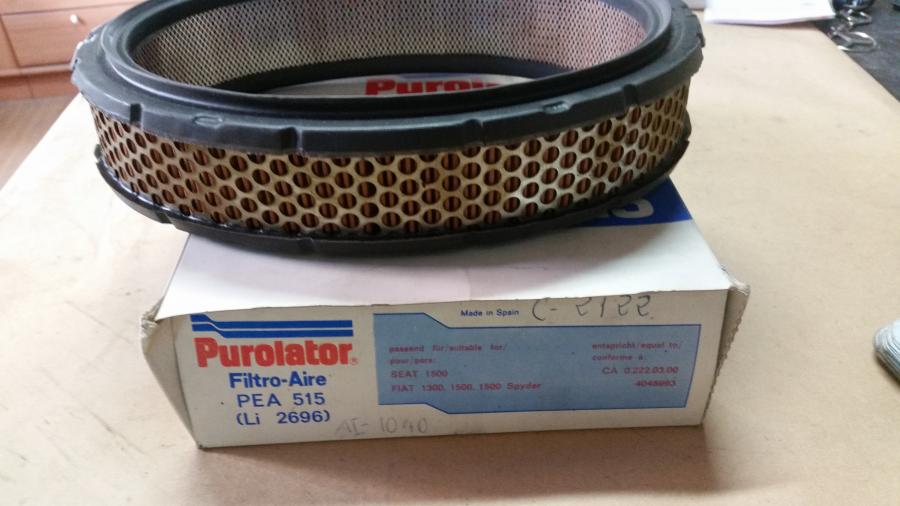 Purolator
Made in Spain
C-2122
Purolator®
Filtro-Aire
PEA 515
(Li 2696)
AI-1040
passend für/suitable for/
pour/para:
SEAT 1500
FIAT 1300, 1500, 1500 Spyder
entspricht/equal to/
conforme a:
CA 0.222.03.00
4048983